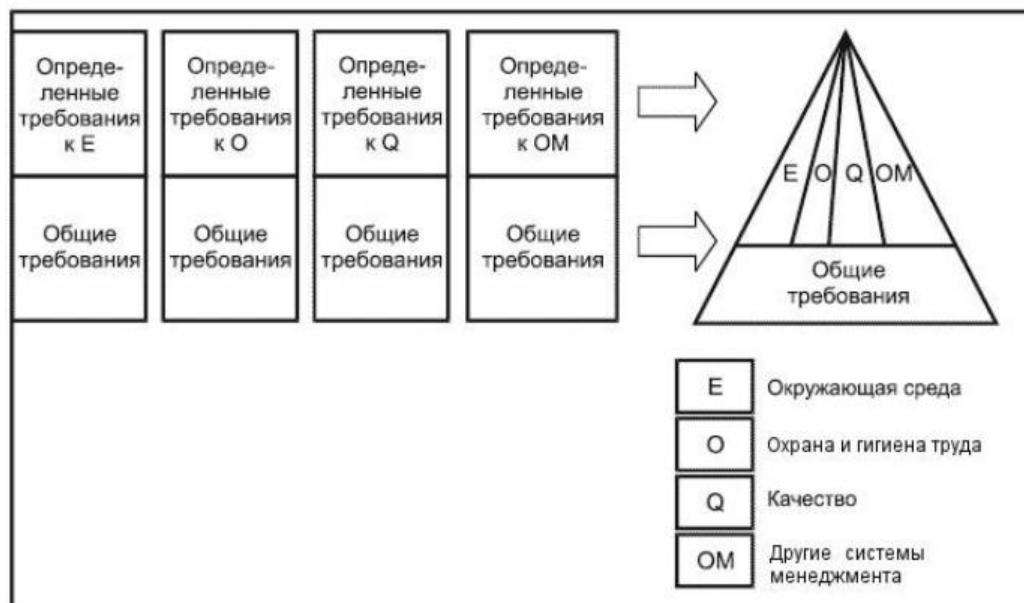 Опреде-
ленные
требования
к E
Опреде-
ленные
требования
к O
Опреде-
ленные
требования
к Q
Опреде-
ленные
требования
к OM
Общие
требования
Общие
требования
Общие
требования
Общие
требования
E O Q OM
Общие
требования
E Окружающая среда
O Охрана и гигиена труда
Q Качество
OM Другие системы
менеджмента